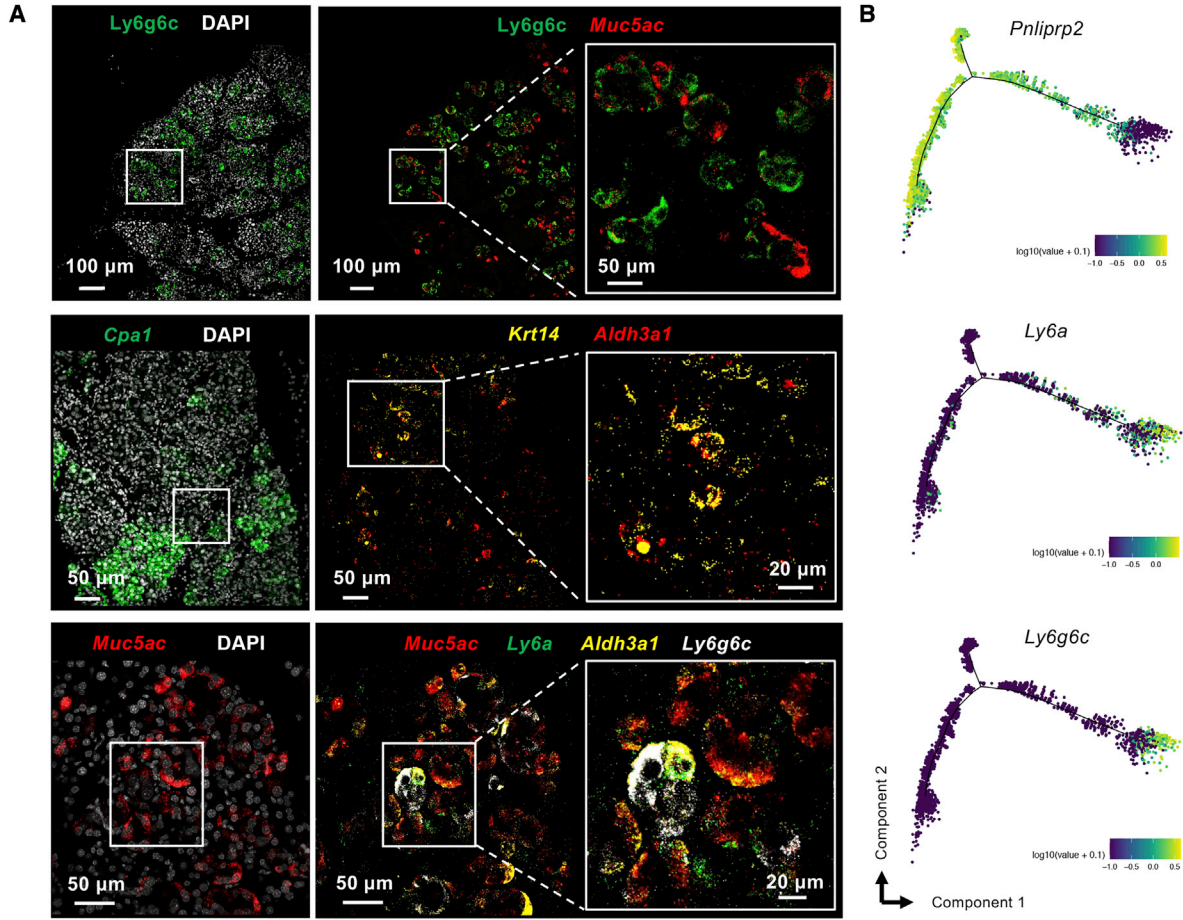 A
Ly6g6c DAPI
100 µm
Ly6g6c Muc5ac
100 µm
50 µm
Cpa1 DAPI
50 µm
Krt14 Aldh3a1
50 µm
20 µm
Muc5ac DAPI
50 µm
Muc5ac Ly6a Aldh3a1 Ly6g6c
50 µm
20 µm
B
Pnliprp2
log10(value + 0.1)
−1.0 −0.5 0.0 0.5
Ly6a
log10(value + 0.1)
−1.0 −0.5 0.0
Ly6g6c
log10(value + 0.1)
−1.0 −0.5 0.0 0.5
Component 2
Component 1